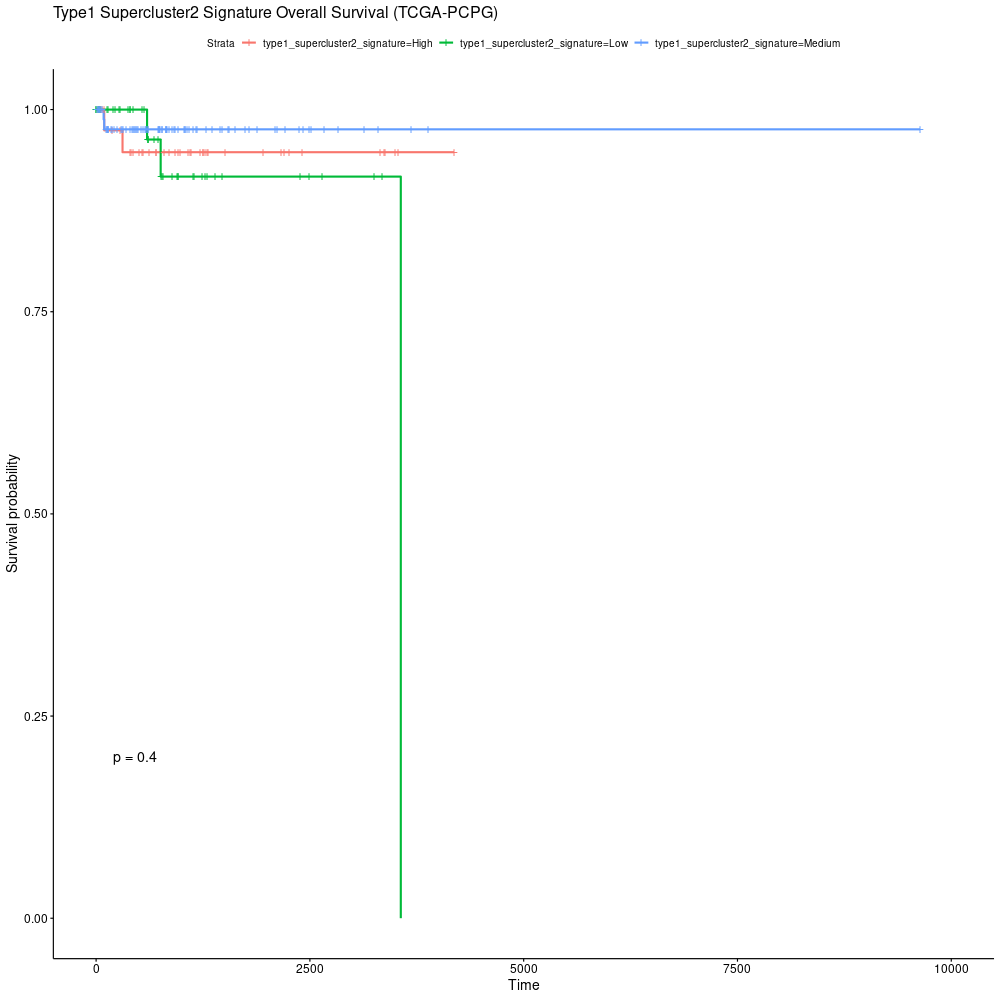 Type1 Supercluster2 Signature Overall Survival (TCGA-PCPG)
Strata type1_supercluster2_signature=High type1_supercluster2_signature=Low type1_supercluster2_signature=Medium
1.00
0.75
Survival probability
0.50
0.25
p = 0.4
0.00
0 2500 5000 7500 10000
Time